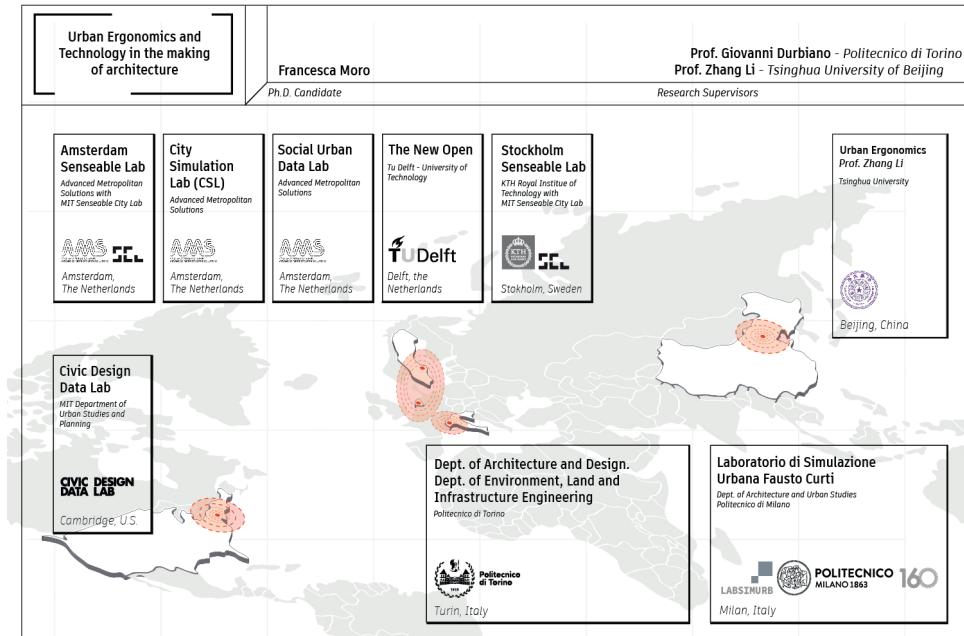 Urban Ergonomics and
Technology in the making
of architecture
Francesca Moro
Ph.D. Candidate
Prof. Giovanni Durbiano - Politecnico di Torino
Prof. Zhang Li - Tsinghua University of Beijing
Research Supervisors
Amsterdam
Senseable Lab
Advanced Metropolitan
Solutions with
MIT Senseable City Lab
AMS
Amsterdam,
The Netherlands
City
Simulation
Lab (CSL)
Advanced Metropolitan
Solutions
AMS
Amsterdam,
The Netherlands
Social Urban
Data Lab
Advanced Metropolitan
Solutions
AMS
Amsterdam,
The Netherlands
The New Open
Tu Delft - University of
Technology
TU Delft
Delft, the
Netherlands
Stockholm
Senseable Lab
KTH Royal Institue of
Technology with
MIT Senseable City Lab
KTH
Stokholm, Sweden
Urban Ergonomics
Prof. Zhang Li
Tsinghua University
Beijing, China
Civic Design
Data Lab
MIT Department of
Urban Studies and
Planning
CIVIC DESIGN
DATA LAB
Cambridge, U.S.
Dept. of Architecture and Design.
Dept. of Environment, Land and
Infrastructure Engineering
Politecnico di Torino
Politecnico
di Torino
Turin, Italy
Laboratorio di Simulazione
Urbana Fausto Curti
Dept. of Architecture and Urban Studies
Politecnico di Milano
LABSIMURB
POLITECNICO
MILANO 1863
160
Milan, Italy